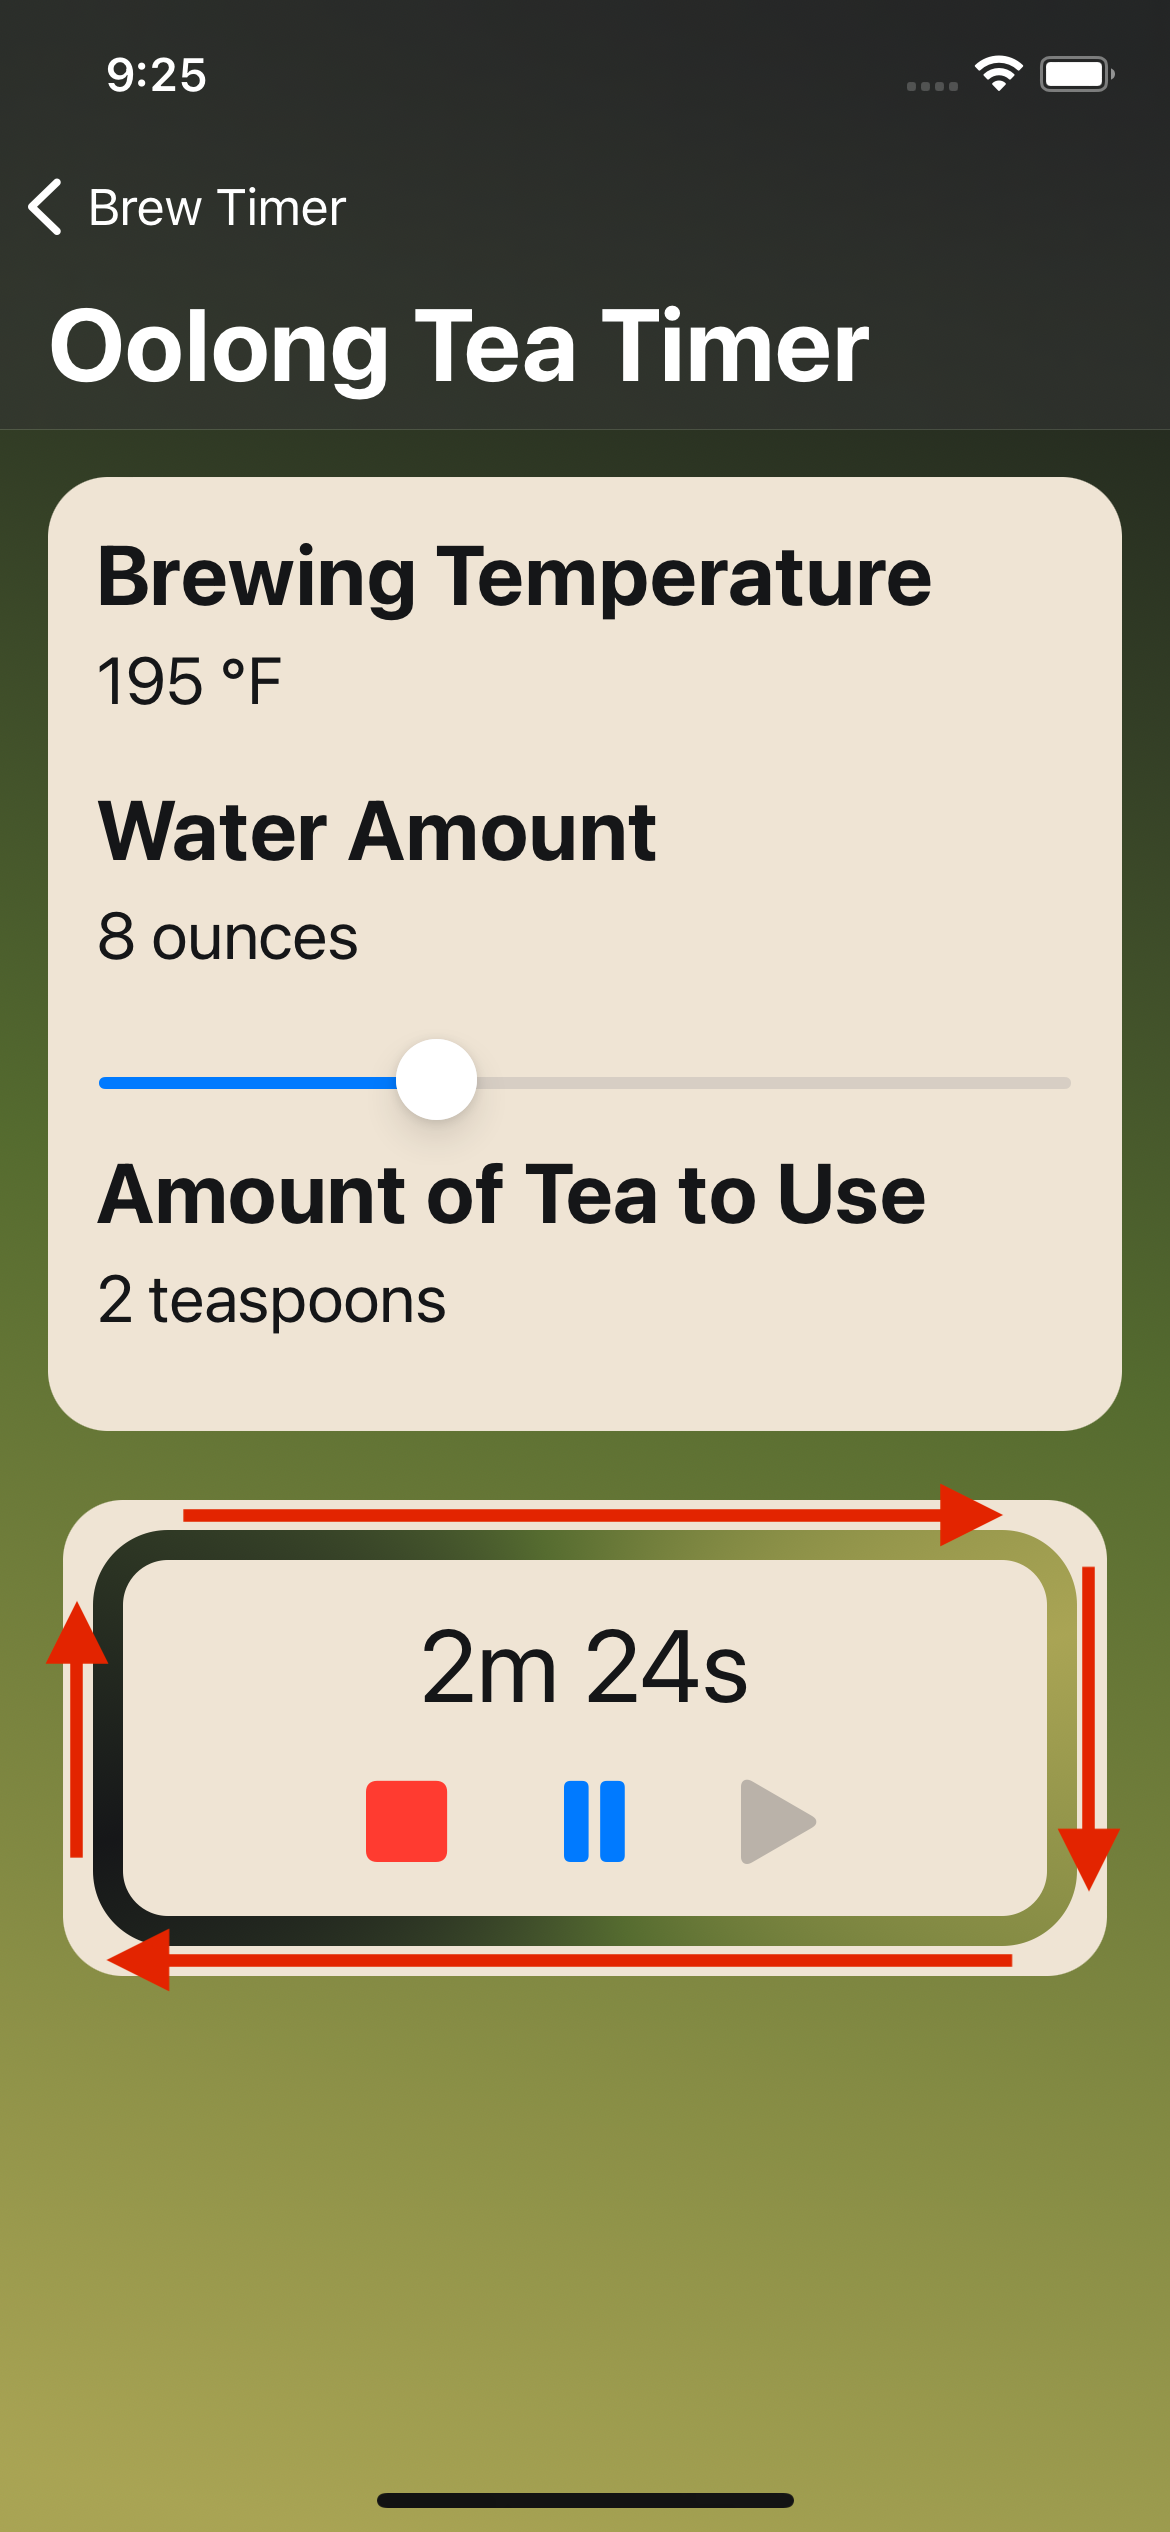 9:25
Brew Timer
Oolong Tea Timer
Brewing Temperature
195 °F
Water Amount
8 ounces
Amount of Tea to Use
2 teaspoons
2m 24s